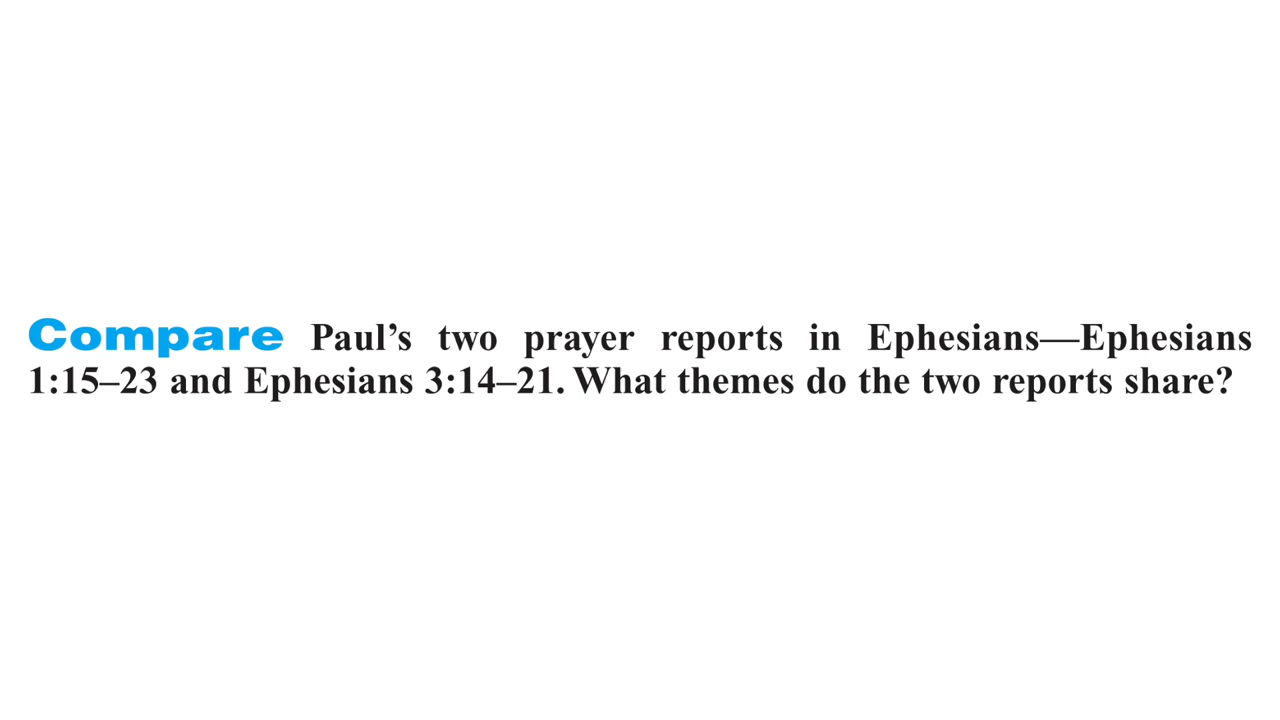 Compare Paul’s two prayer reports in Ephesians—Ephesians
1:15–23 and Ephesians 3:14–21. What themes do the two reports share?